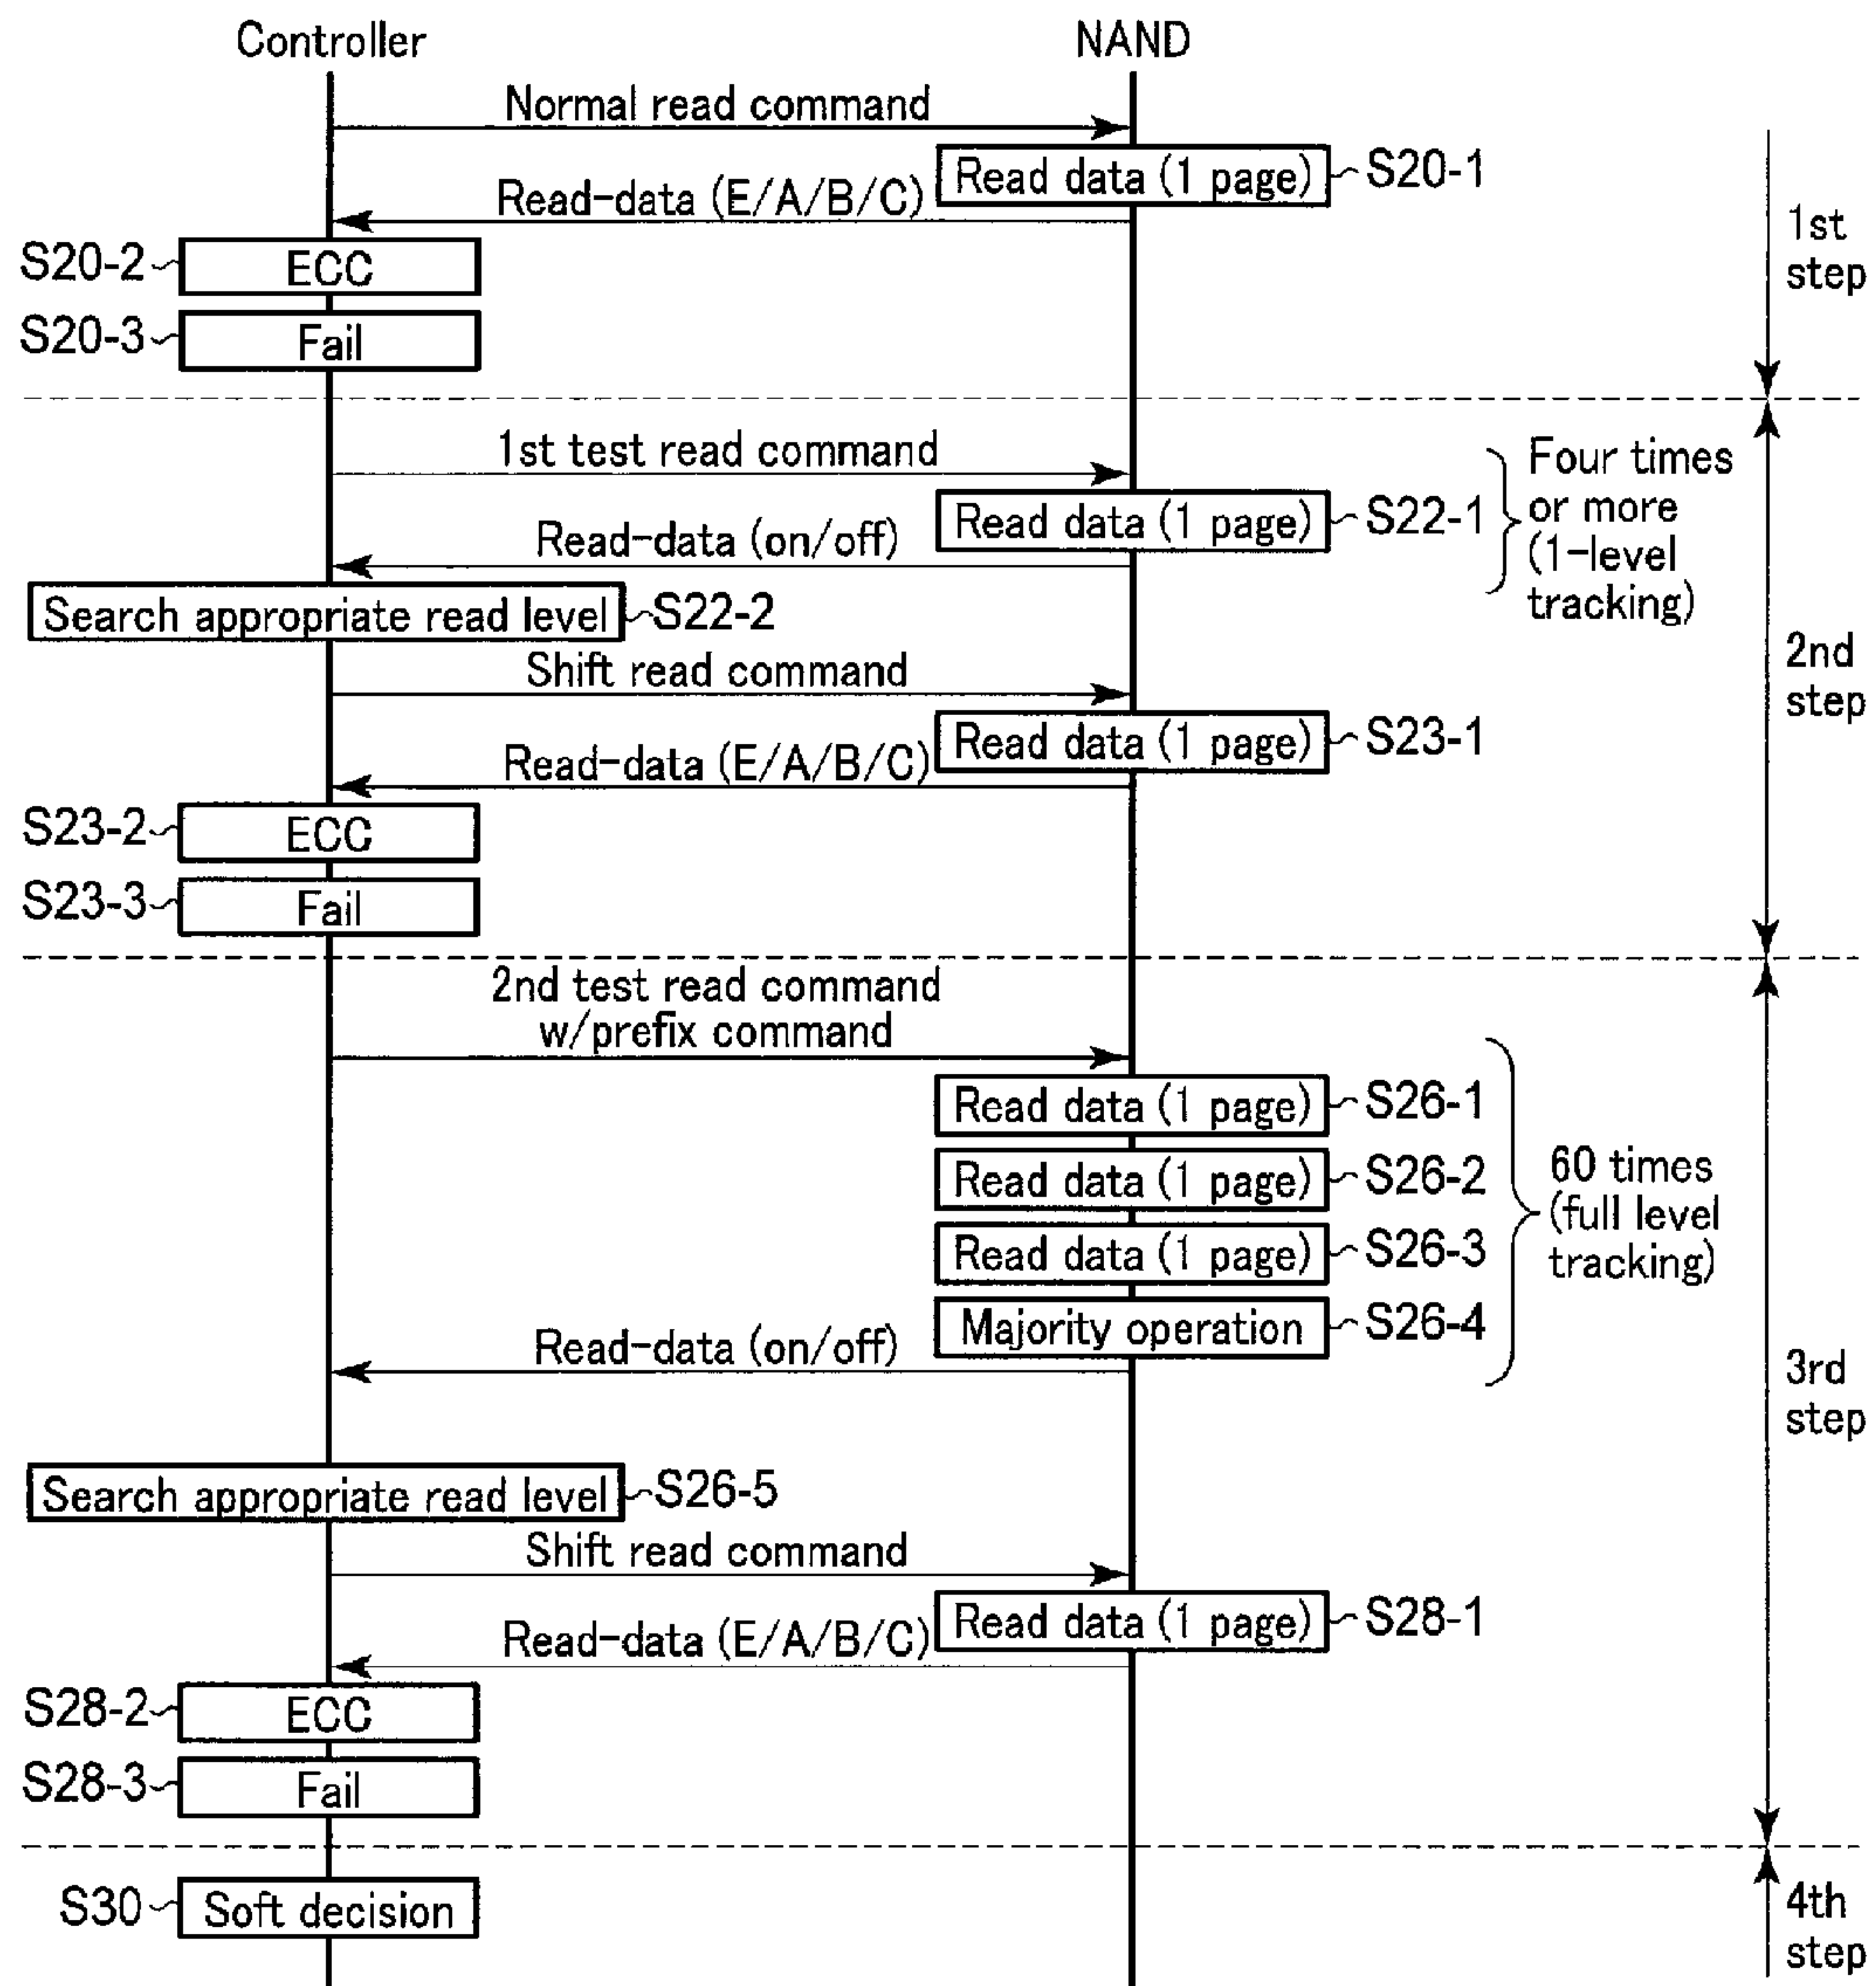 Controller
NAND
Normal read command
Read data (1 page)
S20-1
Read-data (E/A/B/C)
S20-2
ECC
S20-3
Fail
1st
step
1st test read command
Read data (1 page)
S22-1
Four times
or more
(1-level
tracking)
Read-data (on/off)
Search appropriate read level
S22-2
Shift read command
Read data (1 page)
S23-1
Read-data (E/A/B/C)
S23-2
ECC
S23-3
Fail
2nd
step
2nd test read command
w/prefix command
Read data (1 page)
S26-1
Read data (1 page)
S26-2
Read data (1 page)
S26-3
Majority operation
S26-4
60 times
(full level
tracking)
Read-data (on/off)
Search appropriate read level
S26-5
Shift read command
Read data (1 page)
S28-1
Read-data (E/A/B/C)
S28-2
ECC
S28-3
Fail
3rd
step
S30
Soft decision
4th
step